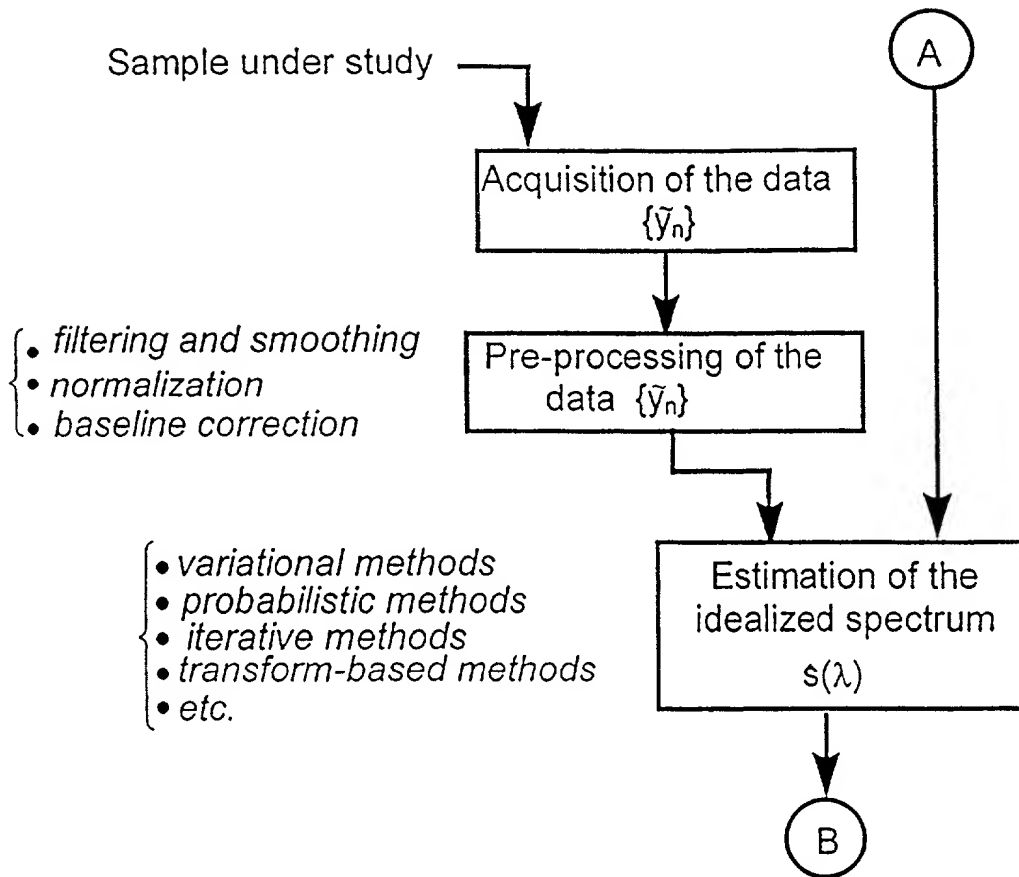 A
Sample under study
Acquisition of the data
{ỹn}
• filtering and smoothing
• normalization
• baseline correction
Pre-processing of the
data {ỹn}
• variational methods
• probabilistic methods
• iterative methods
• transform-based methods
• etc.
Estimation of the
idealized spectrum
ŝ(λ)
B